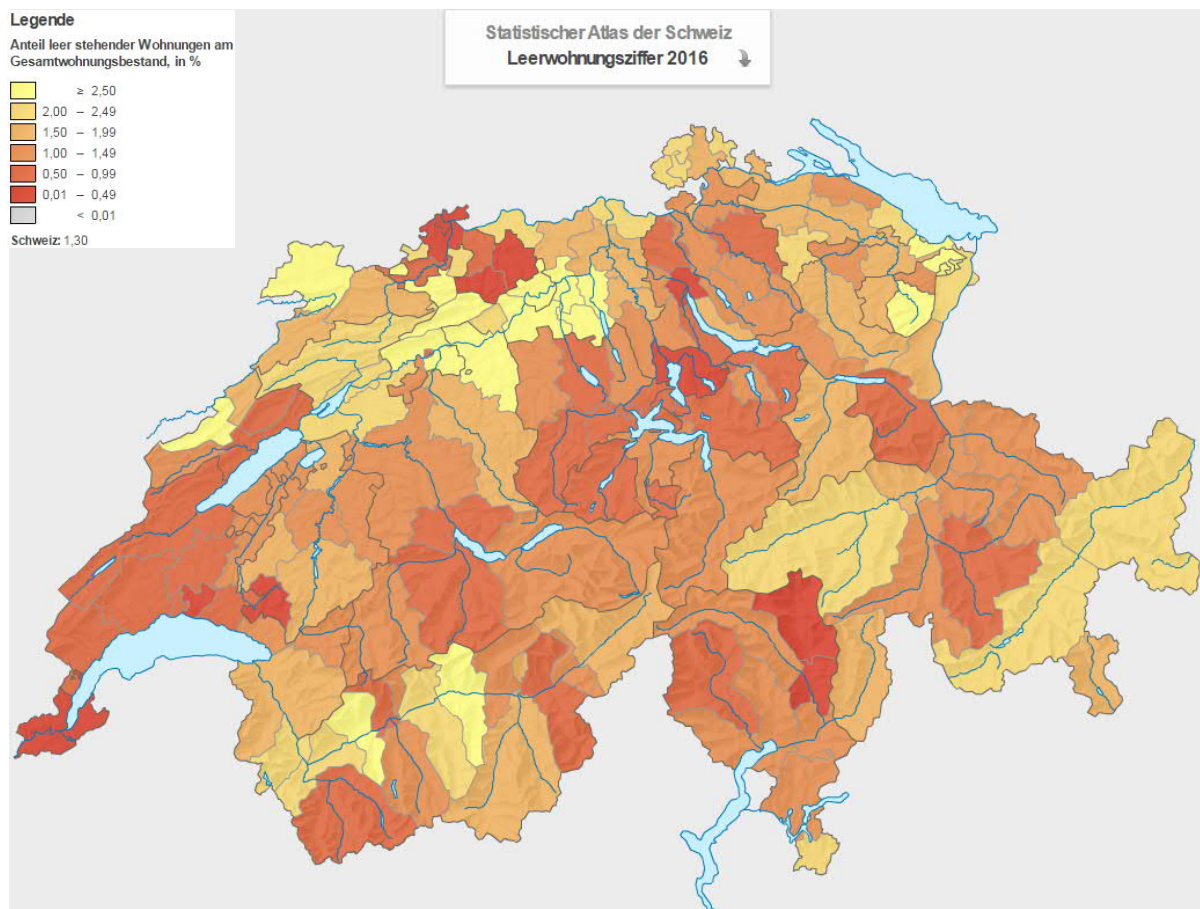 Legende
Anteil leer stehender Wohnungen am
Gesamtwohnungsbestand, in %
≥ 2,50
2,00 – 2,49
1,50 – 1,99
1,00 – 1,49
0,50 – 0,99
0,01 – 0,49
< 0,01
Schweiz: 1,30
Statistischer Atlas der Schweiz
Leerwohnungsziffer 2016